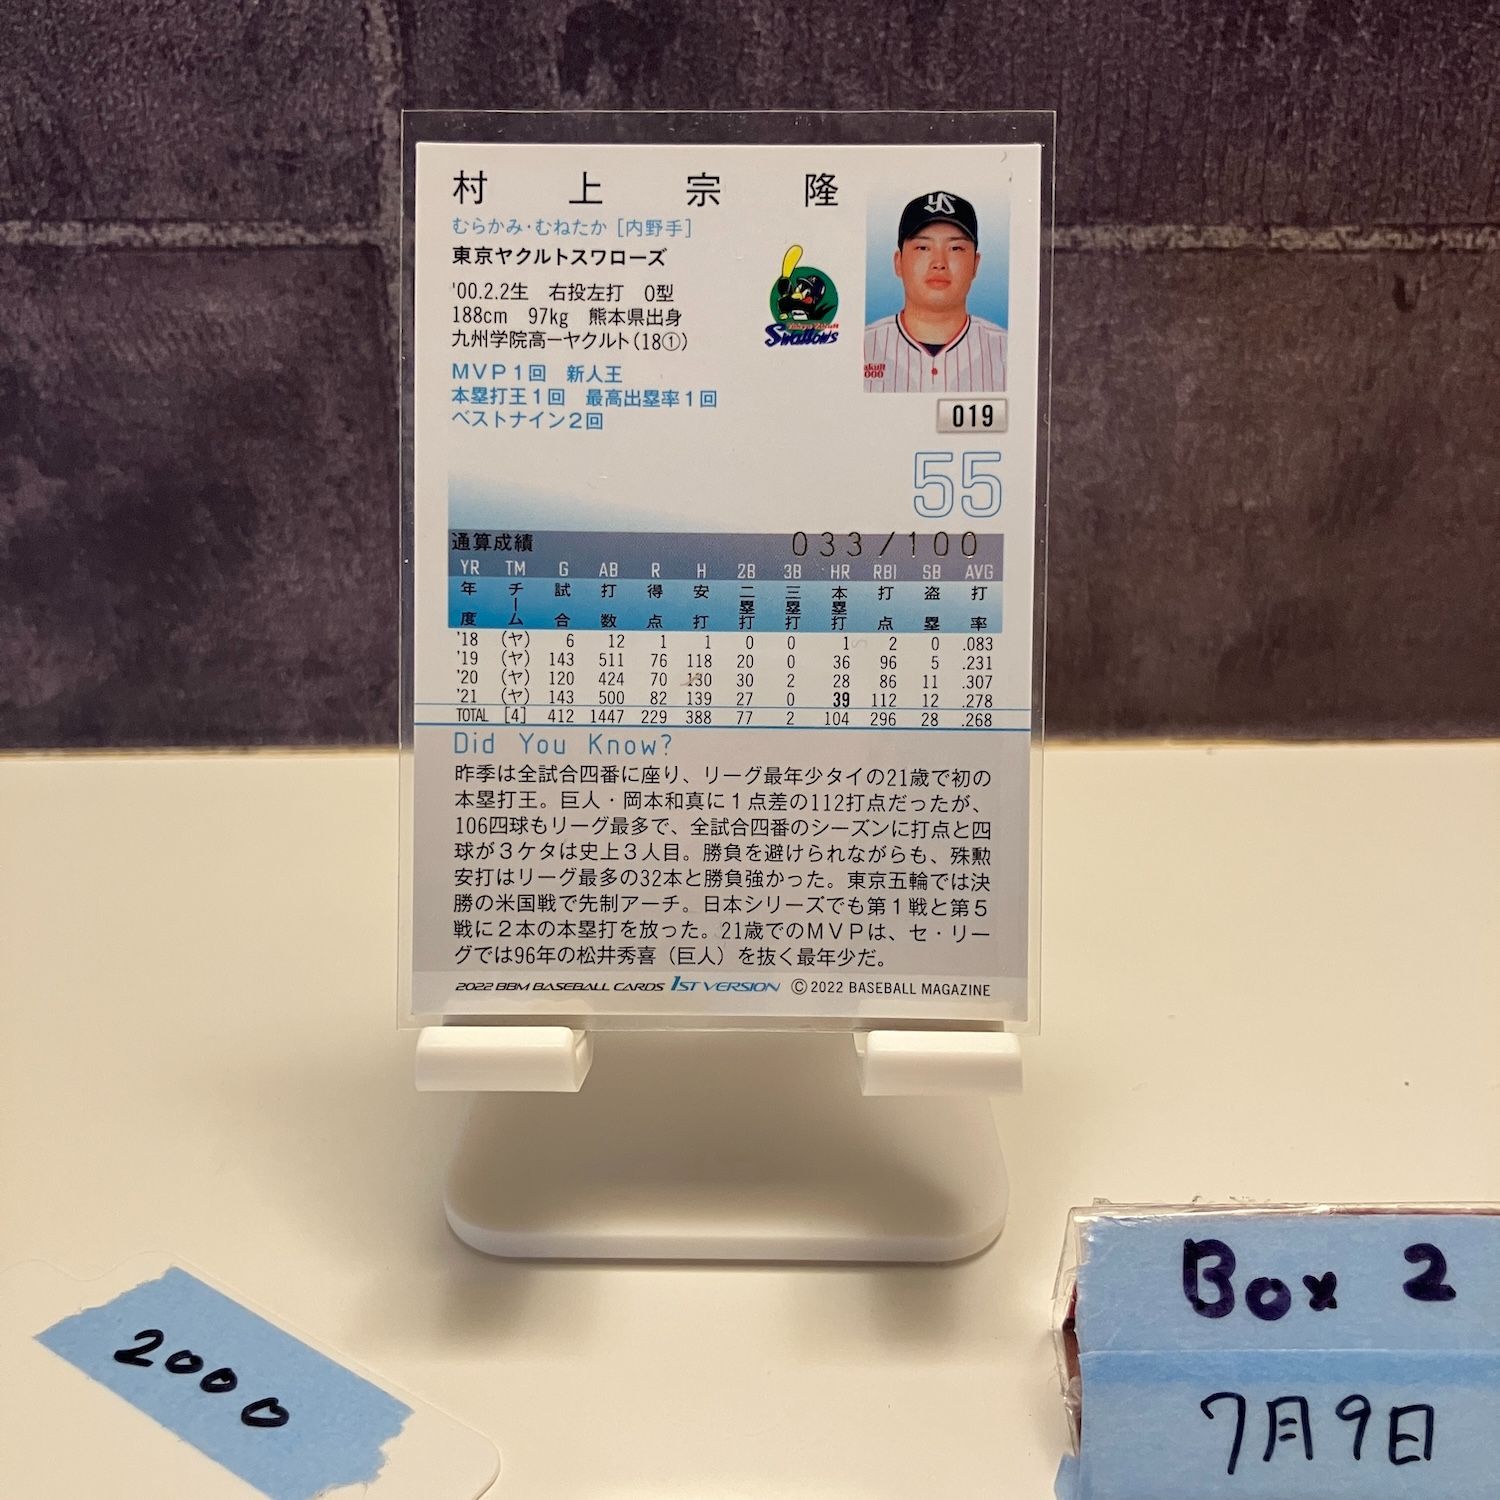 村上宗隆
むらかみ・むねたか [内野手]
東京ヤクルトスワローズ
'00.2.2生 右投左打 O型
188cm 97kg 熊本県出身
九州学院高ーヤクルト(18①)
MVP1回 新人王
本塁打王1回 最高出塁率1回
ベストナイン2回
YS
Tokyo Yakult
Swallows
akult
000
019
55
通算成績
033/100
YR TM G AB R H 2B 3B HR RBI SB AVG
年度 チーム 試合 打数 得点 安打 二塁打 三塁打 本塁打 打点 盗塁 打率
'18 (ヤ) 6 12 1 1 0 0 1 2 0 .083
'19 (ヤ) 143 511 76 118 20 0 36 96 5 .231
'20 (ヤ) 120 424 70 130 30 2 28 86 11 .307
'21 (ヤ) 143 500 82 139 27 0 39 112 12 .278
TOTAL [4] 412 1447 229 388 77 2 104 296 28 .268
Did You Know?
昨季は全試合四番に座り、リーグ最年少タイの21歳で初の
本塁打王。巨人・岡本和真に1点差の112打点だったが、
106四球もリーグ最多で、全試合四番のシーズンに打点と四
球が3ケタは史上3人目。勝負を避けられながらも、殊勲
安打はリーグ最多の32本と勝負強かった。東京五輪では決
勝の米国戦で先制アーチ。日本シリーズでも第1戦と第5
戦に2本の本塁打を放った。21歳でのMVPは、セ・リー
グでは96年の松井秀喜(巨人)を抜く最年少だ。
2022 BBM BASEBALL CARDS 1ST VERSION ©2022 BASEBALL MAGAZINE
2000
Box 2
7月9日